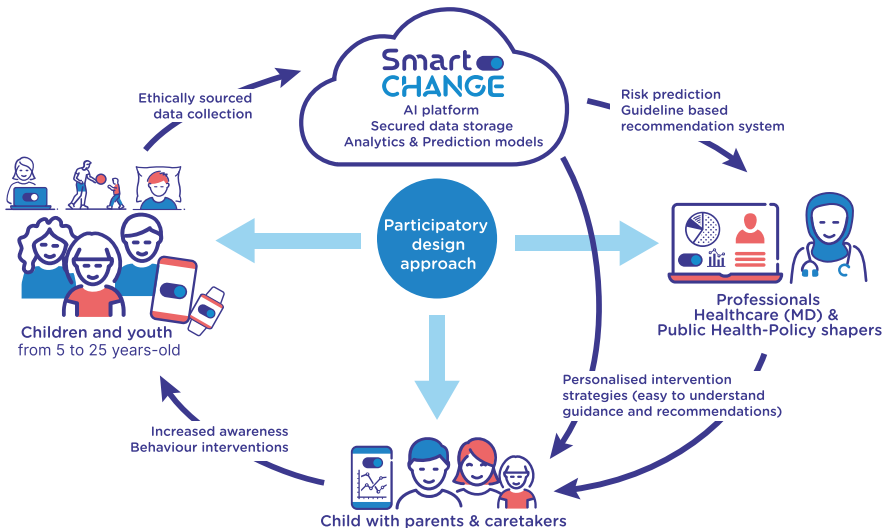 Smart
CHANGE
AI platform
Secured data storage
Analytics & Prediction models
Ethically sourced
data collection
Risk prediction
Guideline based
recommendation system
Participatory
design
approach
Children and youth
from 5 to 25 years-old
Professionals
Healthcare (MD) &
Public Health-Policy shapers
Personalised intervention
strategies (easy to understand
guidance and recommendations)
Increased awareness
Behaviour interventions
Child with parents & caretakers